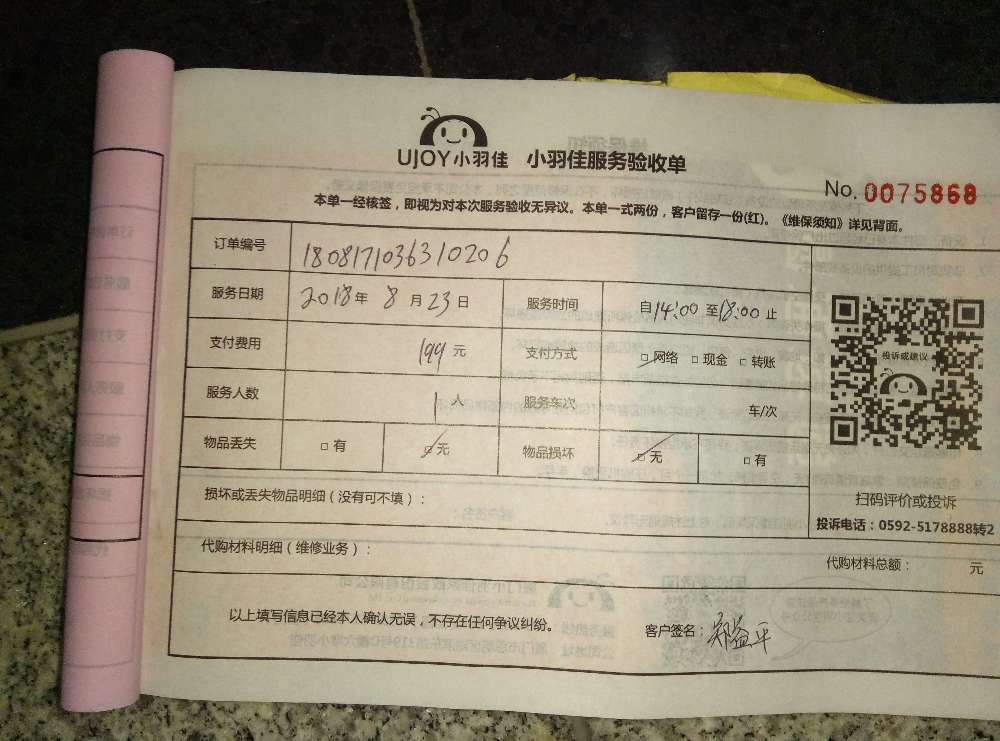 UJOY小羽佳 小羽佳服务验收单
No. 0075868
本单一经核签，即视为对本次服务验收无异议。本单一式两份，客户留存一份(红)。《维保须知》详见背面。
订单编号 1808171036310206
服务日期 2018年 8月23日 服务时间 自14:00至18:00止
支付费用 199元 支付方式 □网络 □现金 □转账
服务人数 1人 服务车次 车/次
物品丢失 □有 □无 物品损坏 □无 □有
投诉或建议
扫码评价或投诉
投诉电话：0592-5178888转2
损坏或丢失物品明细（没有可不填）：
代购材料明细（维修业务）： 代购材料总额： 元
以上填写信息已经本人确认无误，不存在任何争议纠纷。 客户签名：郑益平